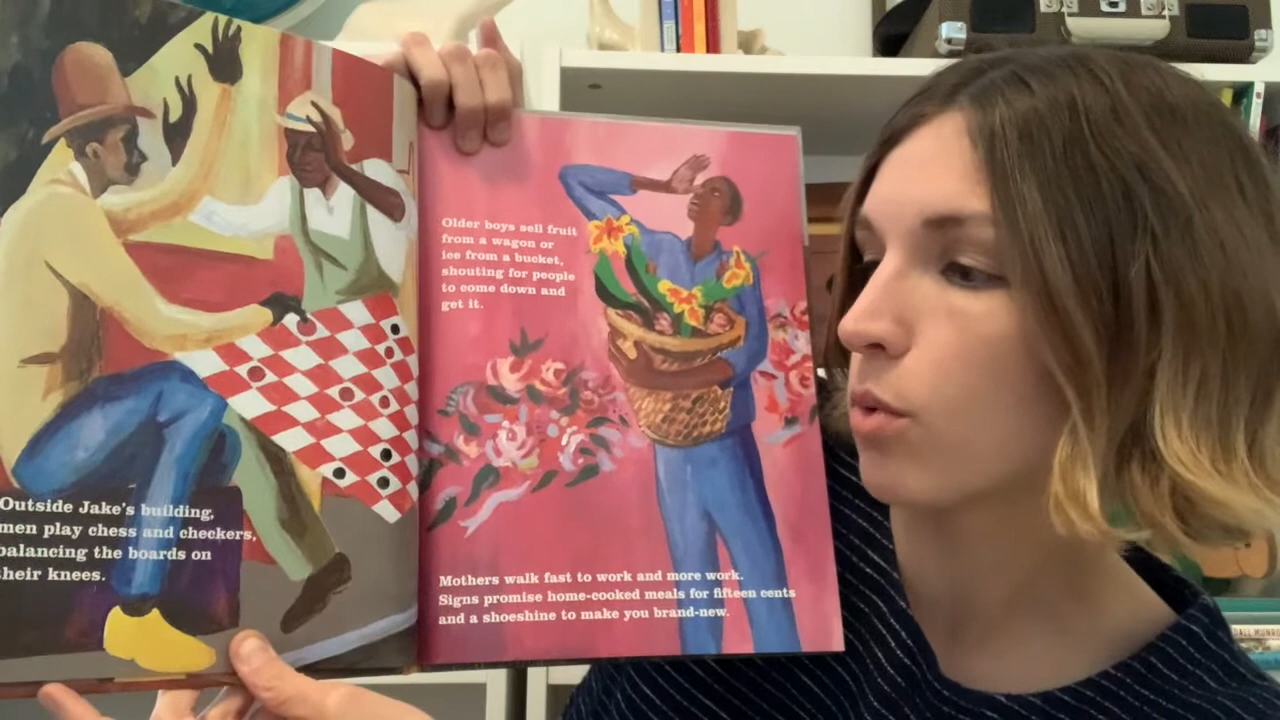 Outside Jake's building,
men play chess and checkers,
balancing the boards on
their knees.
Older boys sell fruit
from a wagon or
ice from a bucket,
shouting for people
to come down and
get it.
Mothers walk fast to work and more work.
Signs promise home-cooked meals for fifteen cents
and a shoeshine to make you brand-new.